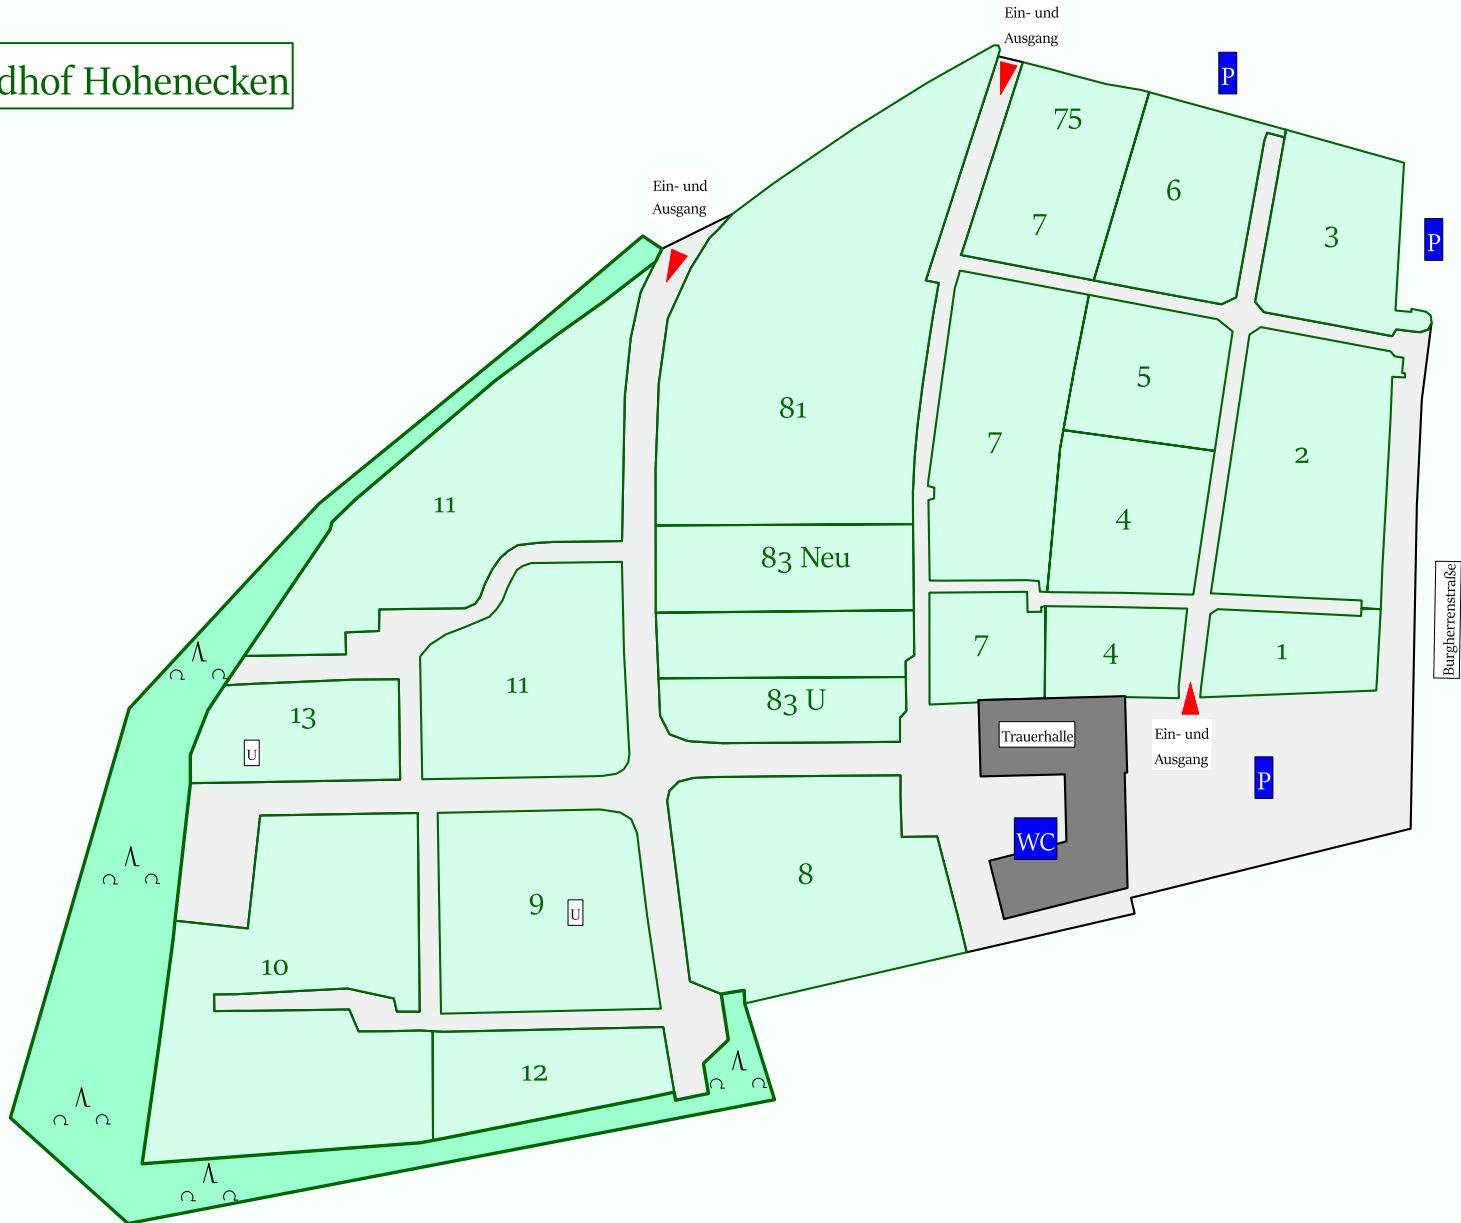 Ein- und
Ausgang
dhof Hohenecken
P
75
6
Ein- und
Ausgang
7
3
P
81
5
7
2
11
4
83 Neu
Burgherrenstraße
7
4
1
11
83 U
13
U
Trauerhalle
Ein- und
Ausgang
P
WC
8
9
U
10
12